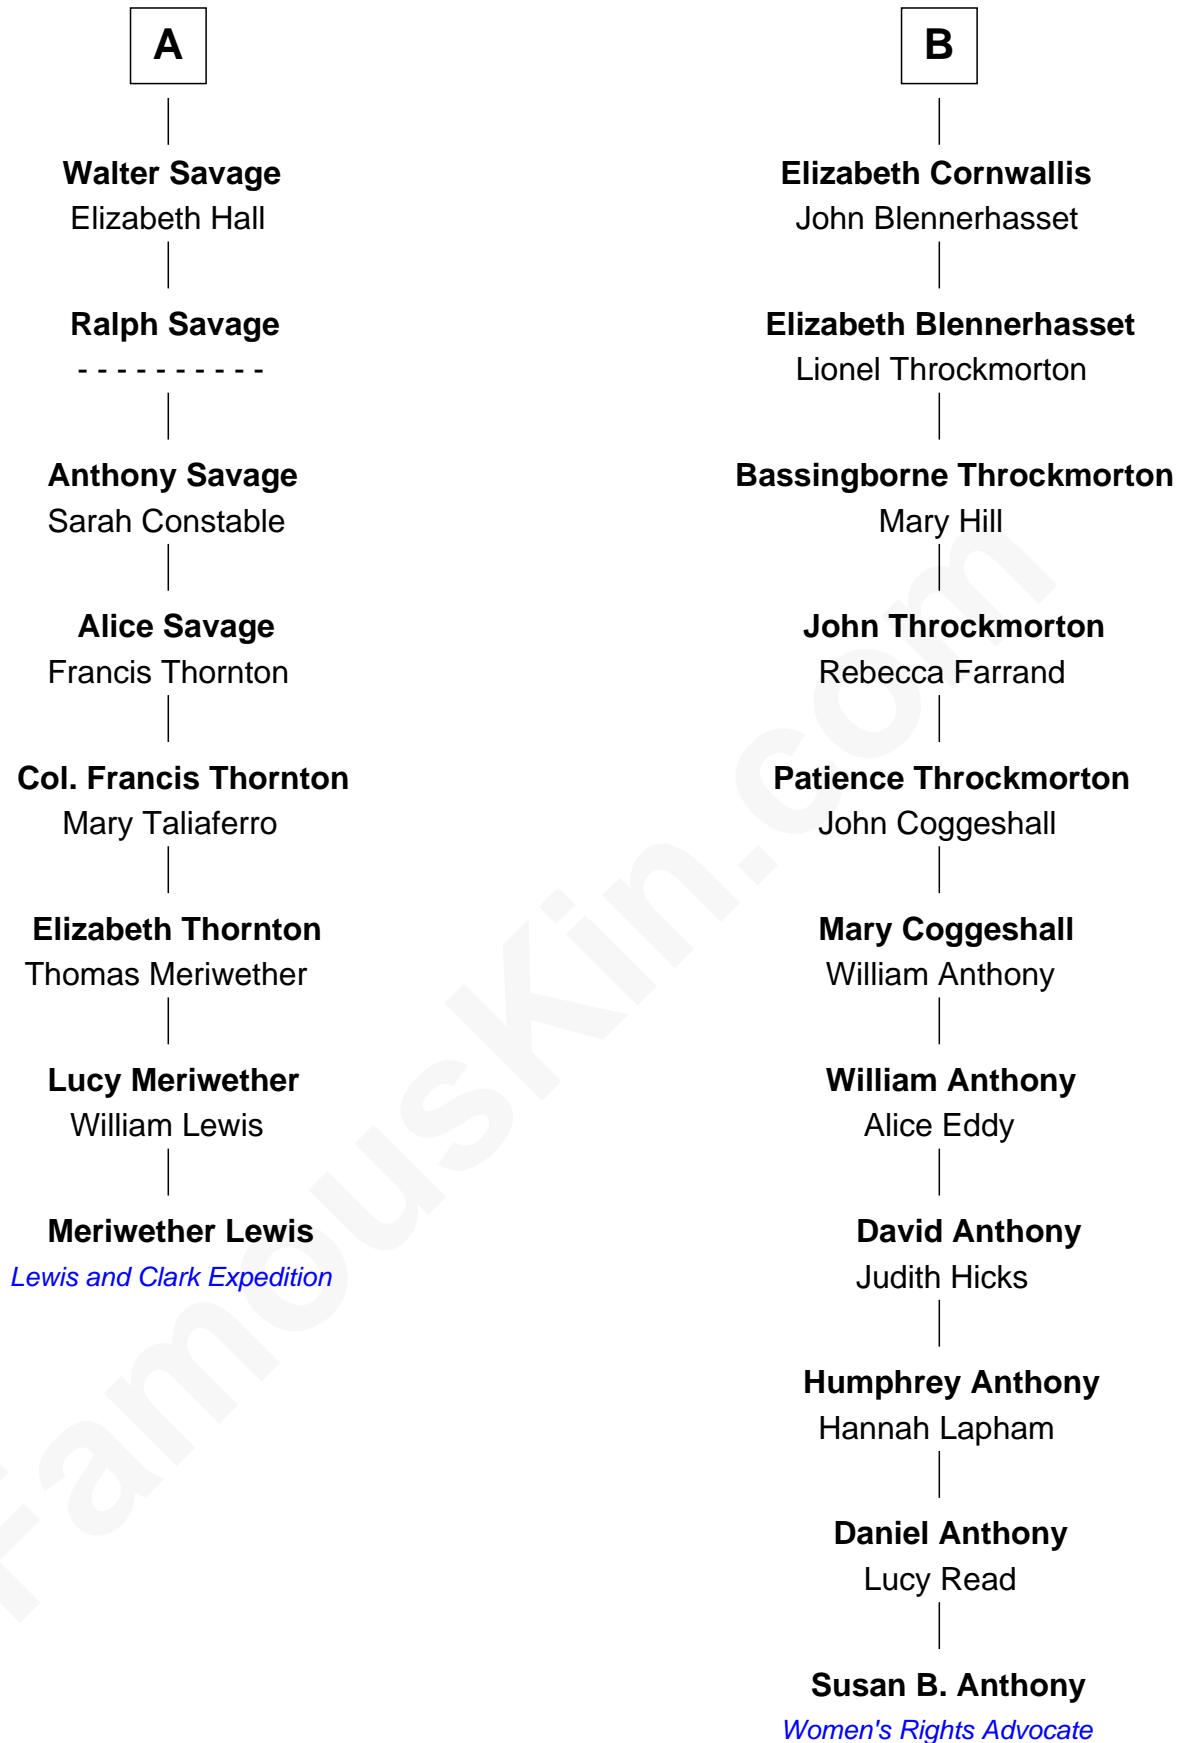 A
Walter Savage
Elizabeth Hall
Ralph Savage
- - - - - - - - - -
Anthony Savage
Sarah Constable
Alice Savage
Francis Thornton
Col. Francis Thornton
Mary Taliaferro
Elizabeth Thornton
Thomas Meriwether
Lucy Meriwether
William Lewis
Meriwether Lewis
Lewis and Clark Expedition
B
Elizabeth Cornwallis
John Blennerhasset
Elizabeth Blennerhasset
Lionel Throckmorton
Bassingborne Throckmorton
Mary Hill
John Throckmorton
Rebecca Farrand
Patience Throckmorton
John Coggeshall
Mary Coggeshall
William Anthony
William Anthony
Alice Eddy
David Anthony
Judith Hicks
Humphrey Anthony
Hannah Lapham
Daniel Anthony
Lucy Read
Susan B. Anthony
Women's Rights Advocate
FamousKin.com